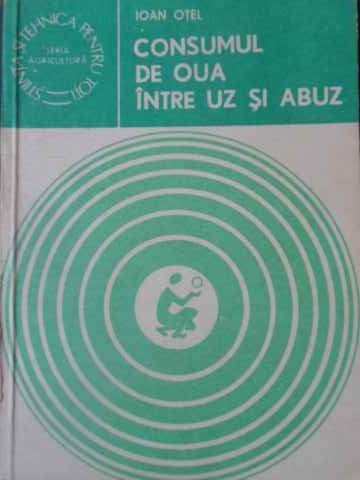 IOAN OȚEL
CONSUMUL
DE OUA
ÎNTRE UZ ȘI ABUZ
ȘTIINȚA ȘI TEHNICA PENTRU TOȚI
SERIA
AGRICULTURĂ